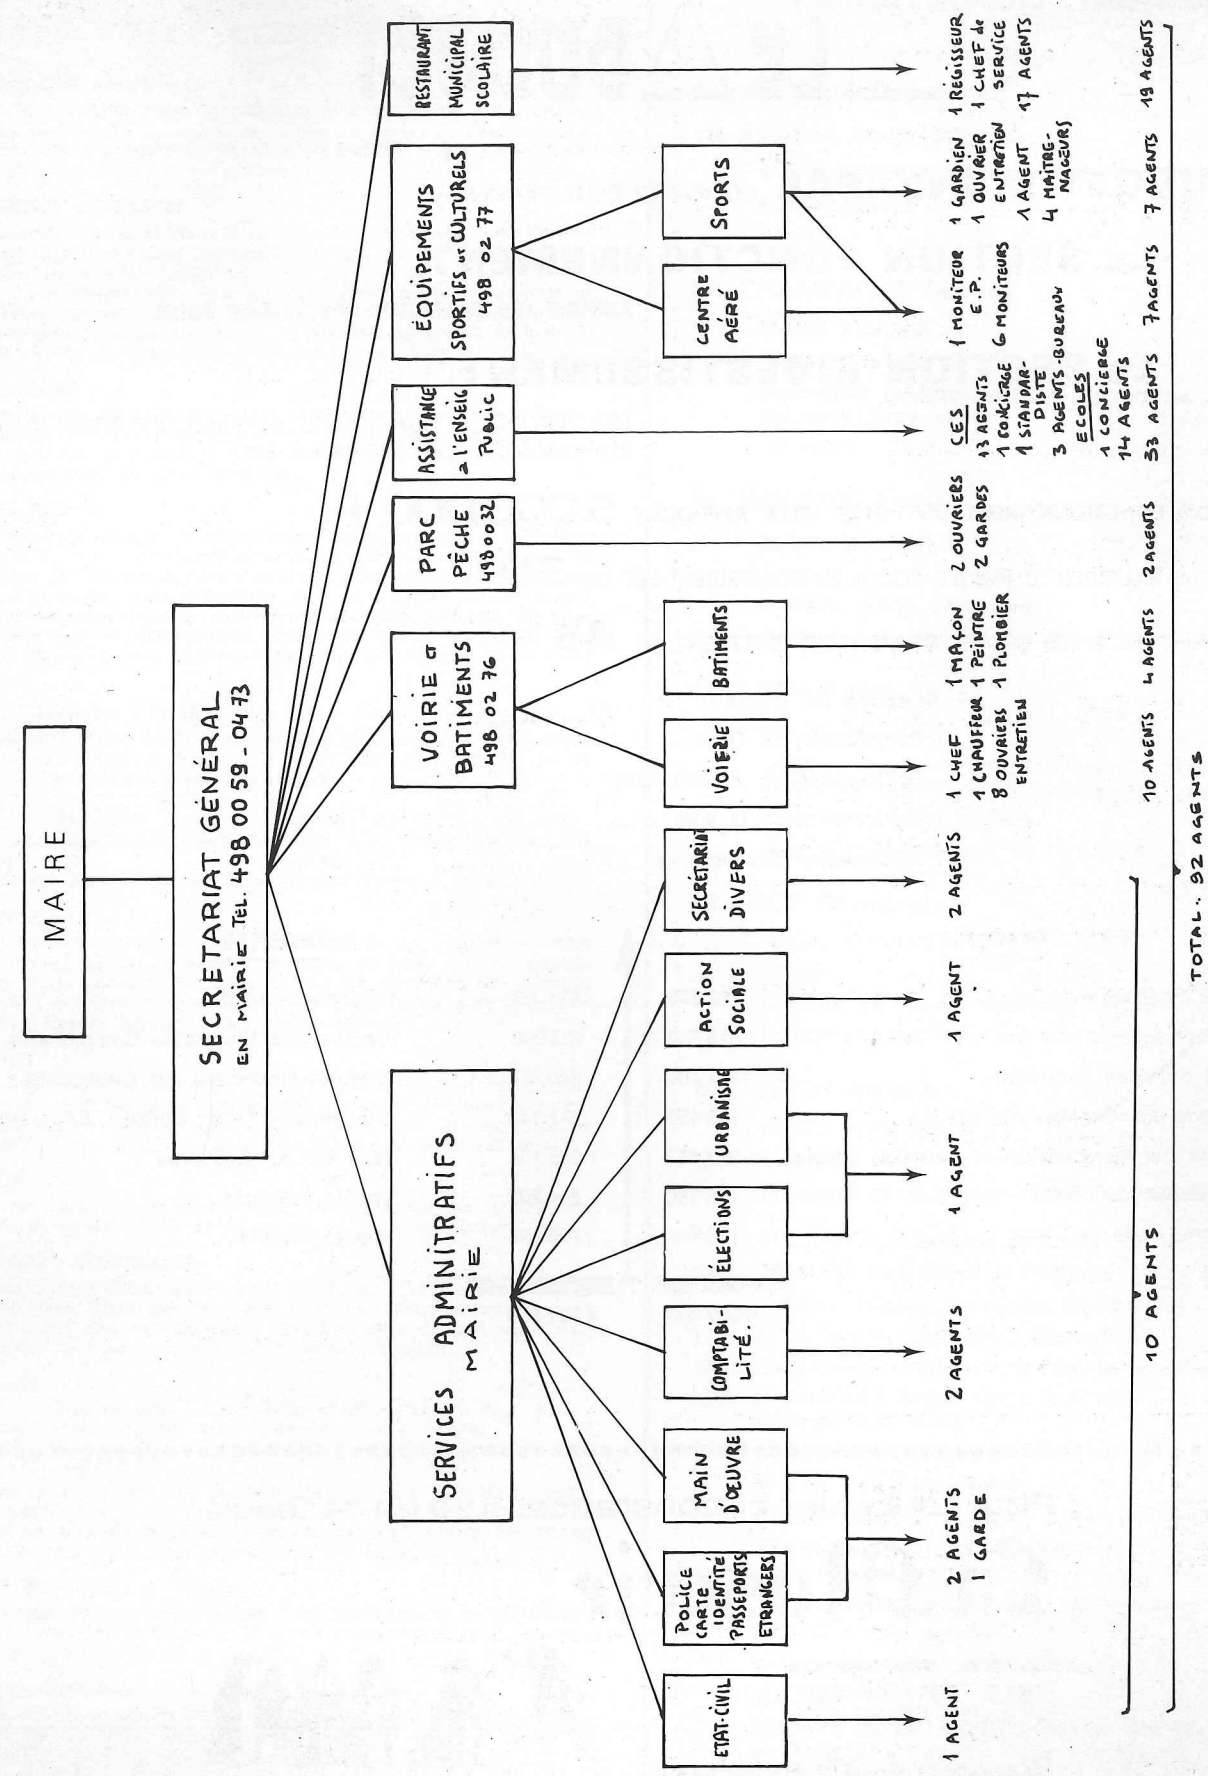 MAIRE
SECRETARIAT GÉNÉRAL
EN MAIRIE TEL. 498 00 59 - 04 73
SERVICES ADMINITRATIFS
MAIRIE
VOIRIE ET
BATIMENTS
498 02 76
PARC
PÊCHE
498 00 32
ASSISTANCE
a l'ENSEIG
PUBLIC
ÉQUIPEMENTS
SPORTIFS et CULTURELS
498 02 77
RESTAURANT
MUNICIPAL
SCOLAIRE
ETAT-CIVIL
POLICE
CARTE
IDENTITÉ
PASSEPORTS
ETRANGERS
MAIN
D'OEUVRE
COMPTABI-
LITÉ.
ÉLECTIONS
URBANISME
ACTION
SOCIALE
SECRÉTARIAT
DIVERS
VOIERIE
BATIMENTS
CENTRE
AÉRÉ
SPORTS
1 AGENT
2 AGENTS
1 GARDE
2 AGENTS
1 AGENT
1 AGENT
2 AGENTS
1 CHEF
1 CHAUFFEUR
8 OUVRIERS
ENTRETIEN
1 MAÇON
1 PEINTRE
1 PLOMBIER
2 OUVRIERS
2 GARDES
CES
13 AGENTS
1 CONCIERGE
1 STANDAR-
DISTE
3 AGENTS-BUREAUX
ECOLES
1 CONCIERGE
14 AGENTS
1 MONITEUR
E.P.
6 MONITEURS
1 GARDIEN
1 OUVRIER
ENTRETIEN
1 AGENT
4 MAITRE-
NAGEURS
1 RÉGISSEUR
1 CHEF de
SERVICE
17 AGENTS
10 AGENTS
10 AGENTS
4 AGENTS
2 AGENTS
33 AGENTS
7 AGENTS
7 AGENTS
19 AGENTS
TOTAL. 92 AGENTS